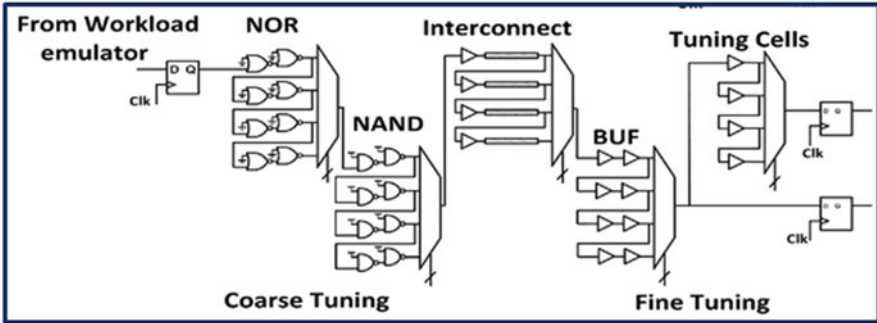 From Workload
emulator
NOR
Interconnect
Tuning Cells
D Q
Clk
NAND
BUF
Clk
Clk
Coarse Tuning
Fine Tuning